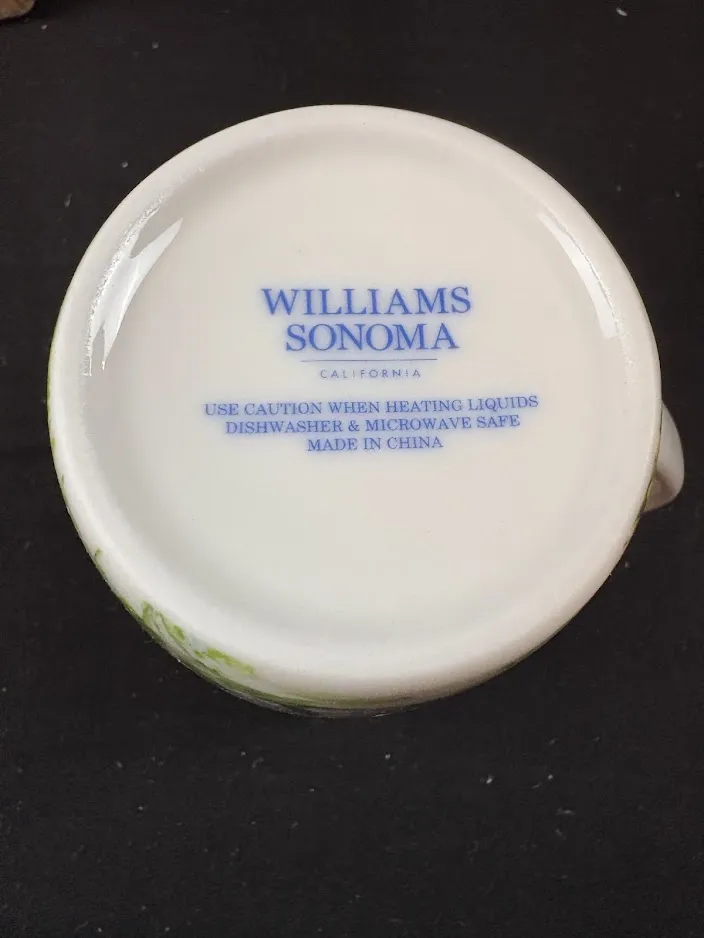 WILLIAMS
SONOMA
CALIFORNIA
USE CAUTION WHEN HEATING LIQUIDS
DISHWASHER & MICROWAVE SAFE
MADE IN CHINA